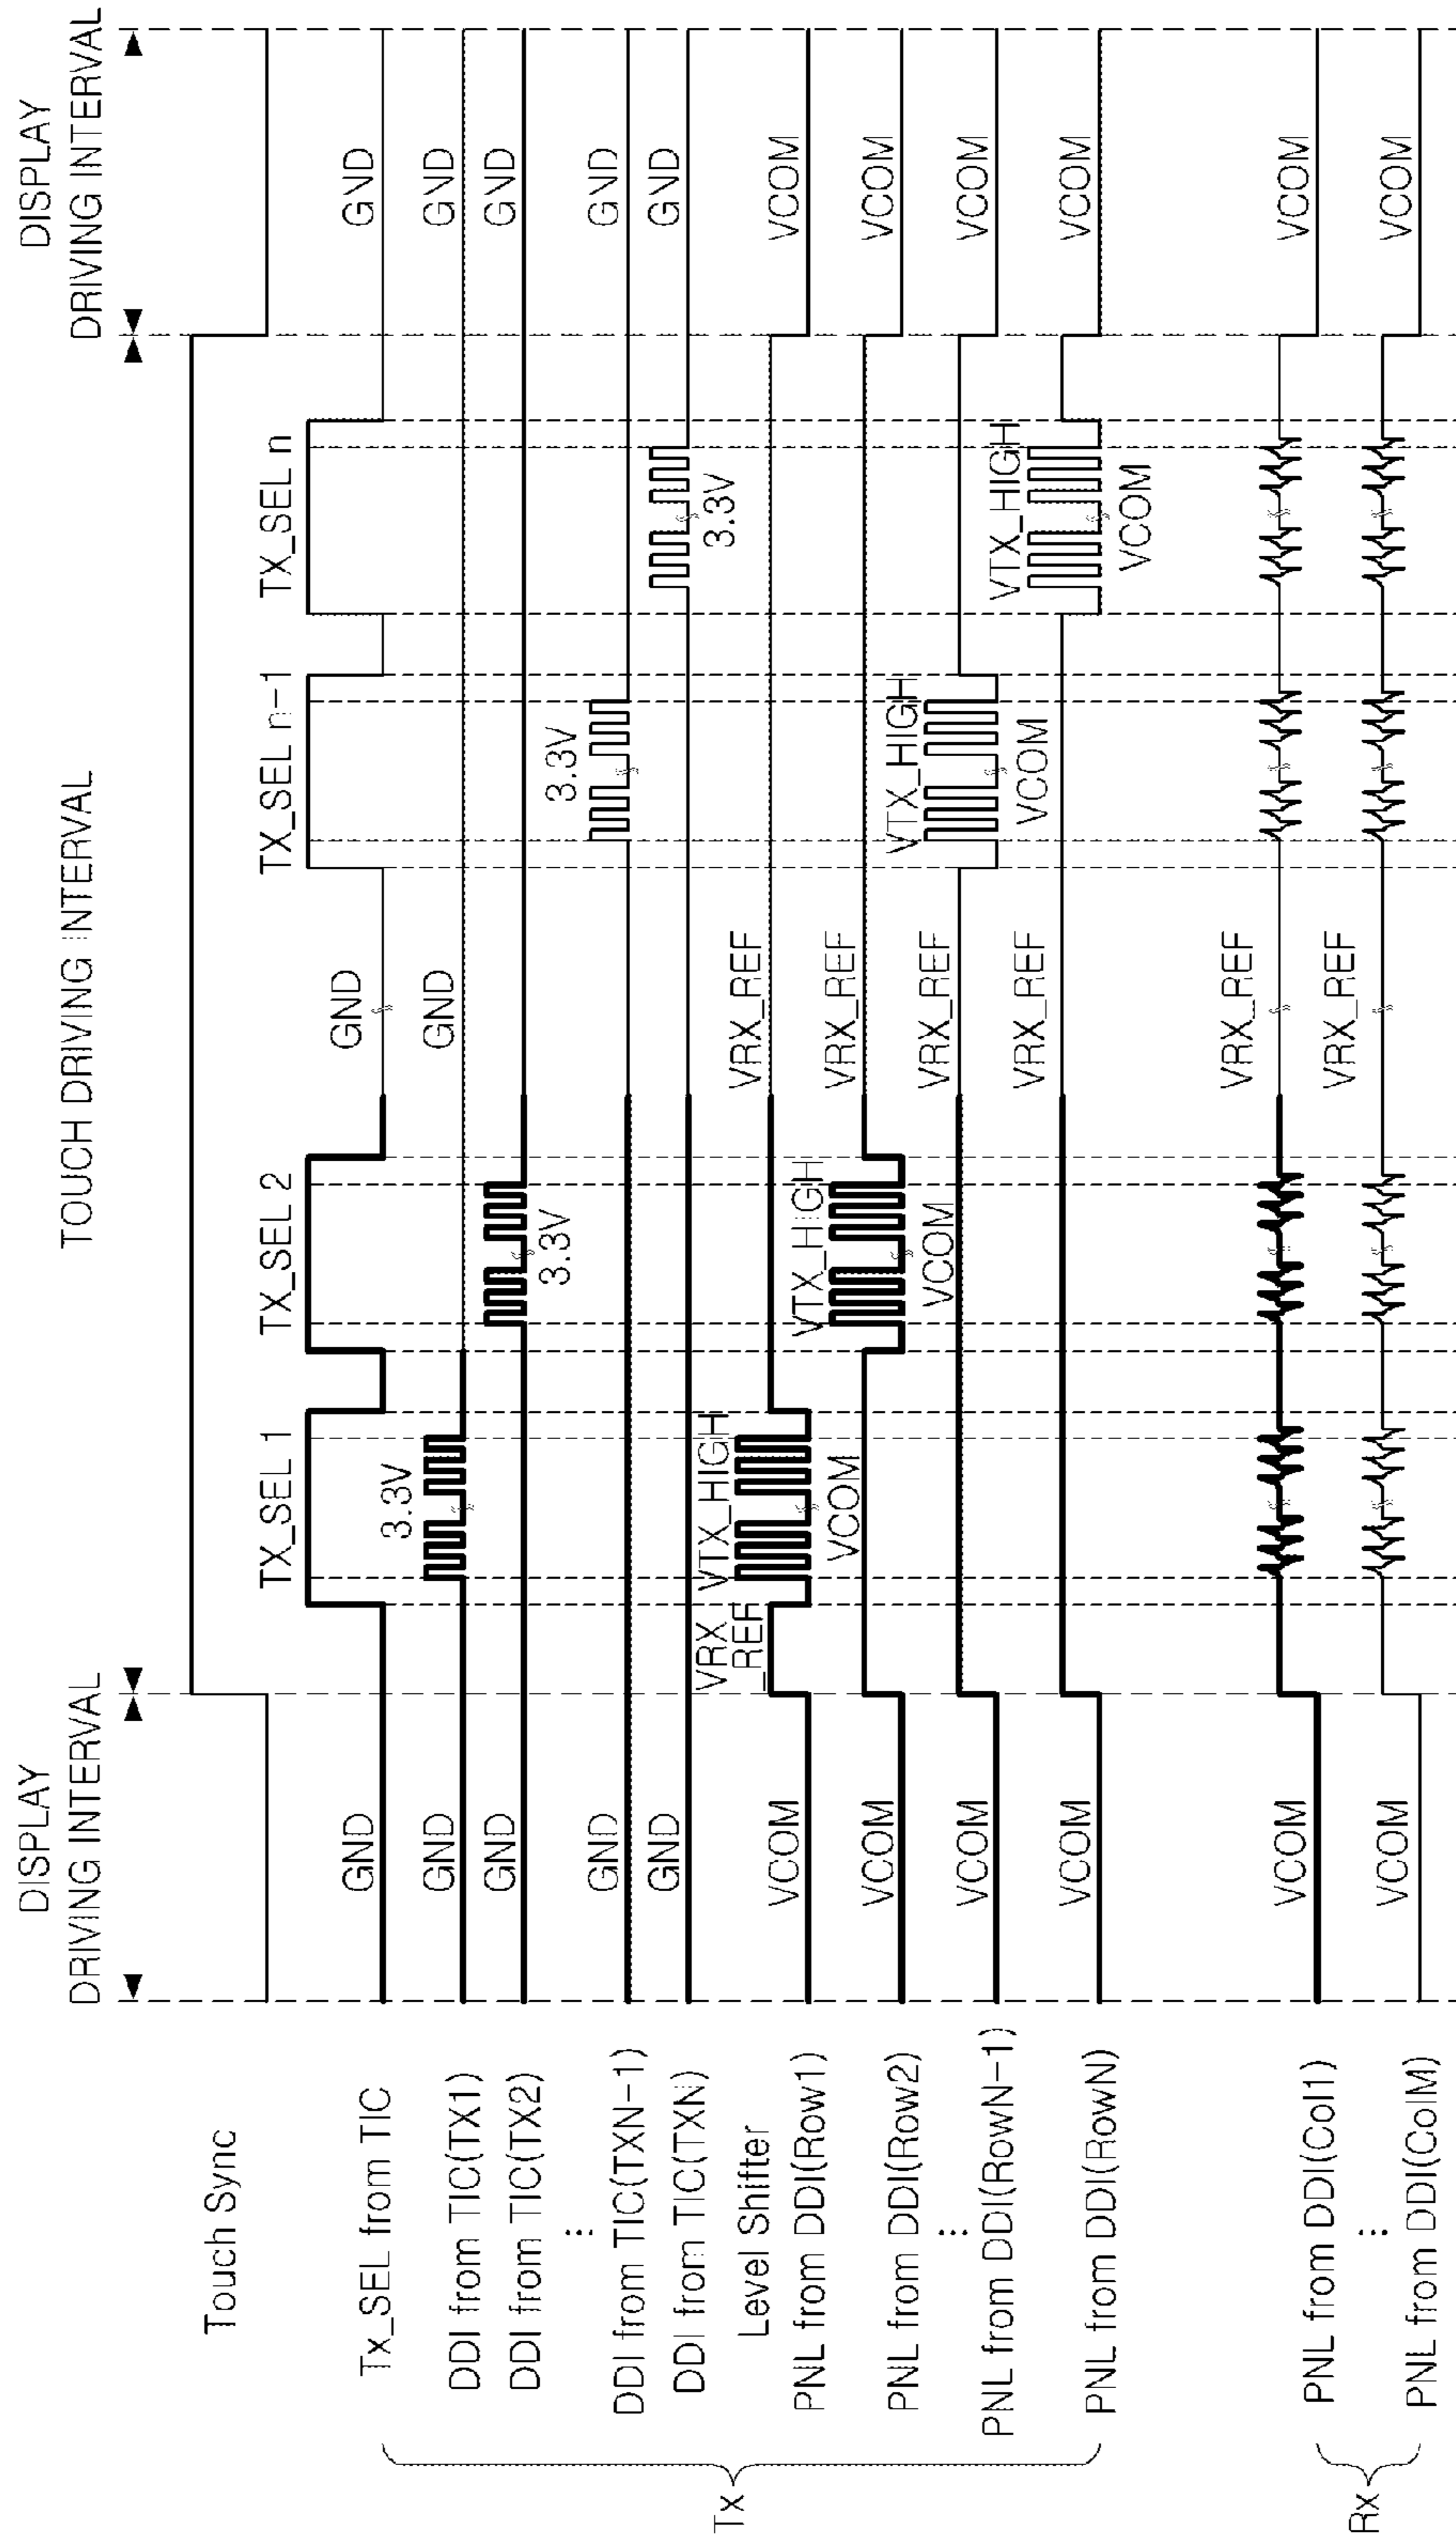 DISPLAY
DRIVING INTERVAL
TOUCH DRIVING INTERVAL
DISPLAY
DRIVING INTERVAL
Touch Sync
TX_SEL 1
TX_SEL 2
TX_SEL n-1
TX_SEL n
Tx_SEL from TIC
GND
GND
GND
DDI from TIC(TX1)
GND
3.3V
GND
GND
DDI from TIC(TX2)
GND
3.3V
GND
⋮
DDI from TIC(TXN-1)
GND
3.3V
GND
DDI from TIC(TXN)
GND
3.3V
GND
Level Shifter
PNL from DDI(Row1)
VCOM
VRX
_REF
VTX_HIGH
VCOM
VRX_REF
VCOM
PNL from DDI(Row2)
VCOM
VTX_HIGH
VCOM
VRX_REF
VCOM
⋮
PNL from DDI(RowN-1)
VCOM
VRX_REF
VTX_HIGH
VCOM
VCOM
PNL from DDI(RowN)
VCOM
VRX_REF
VTX_HIGH
VCOM
VCOM
Tx
PNL from DDI(Col1)
VCOM
VRX_REF
VCOM
⋮
PNL from DDI(ColM)
VCOM
VRX_REF
VCOM
Rx